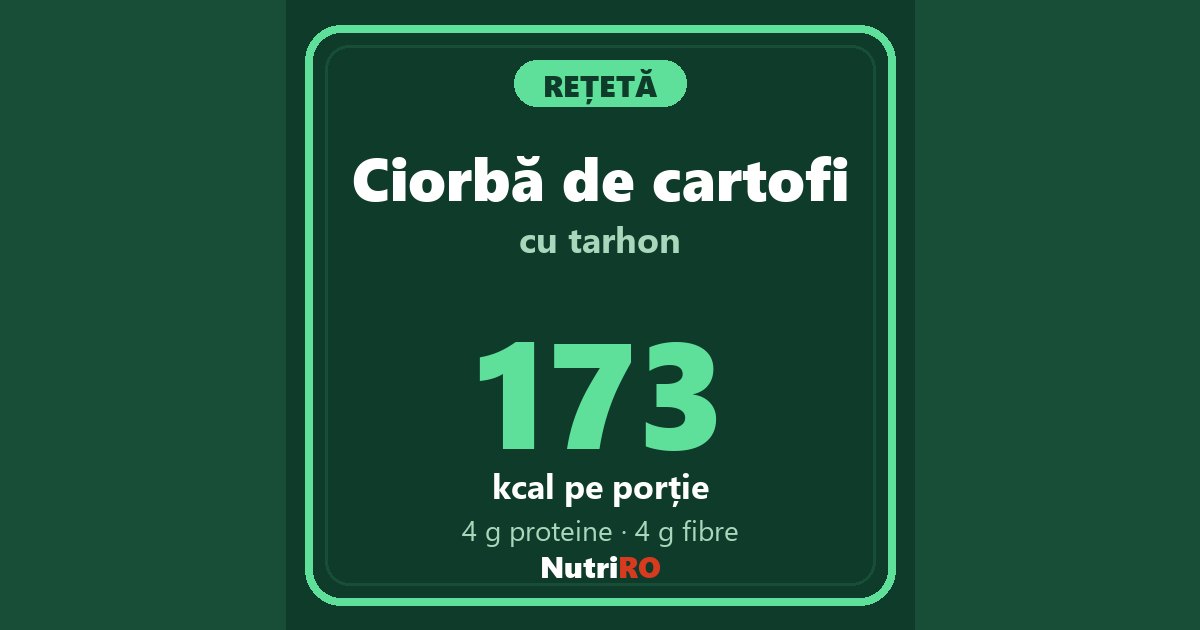 REȚETĂ
Ciorbă de cartofi
cu tarhon
173
kcal pe porție
4 g proteine · 4 g fibre
NutriRO